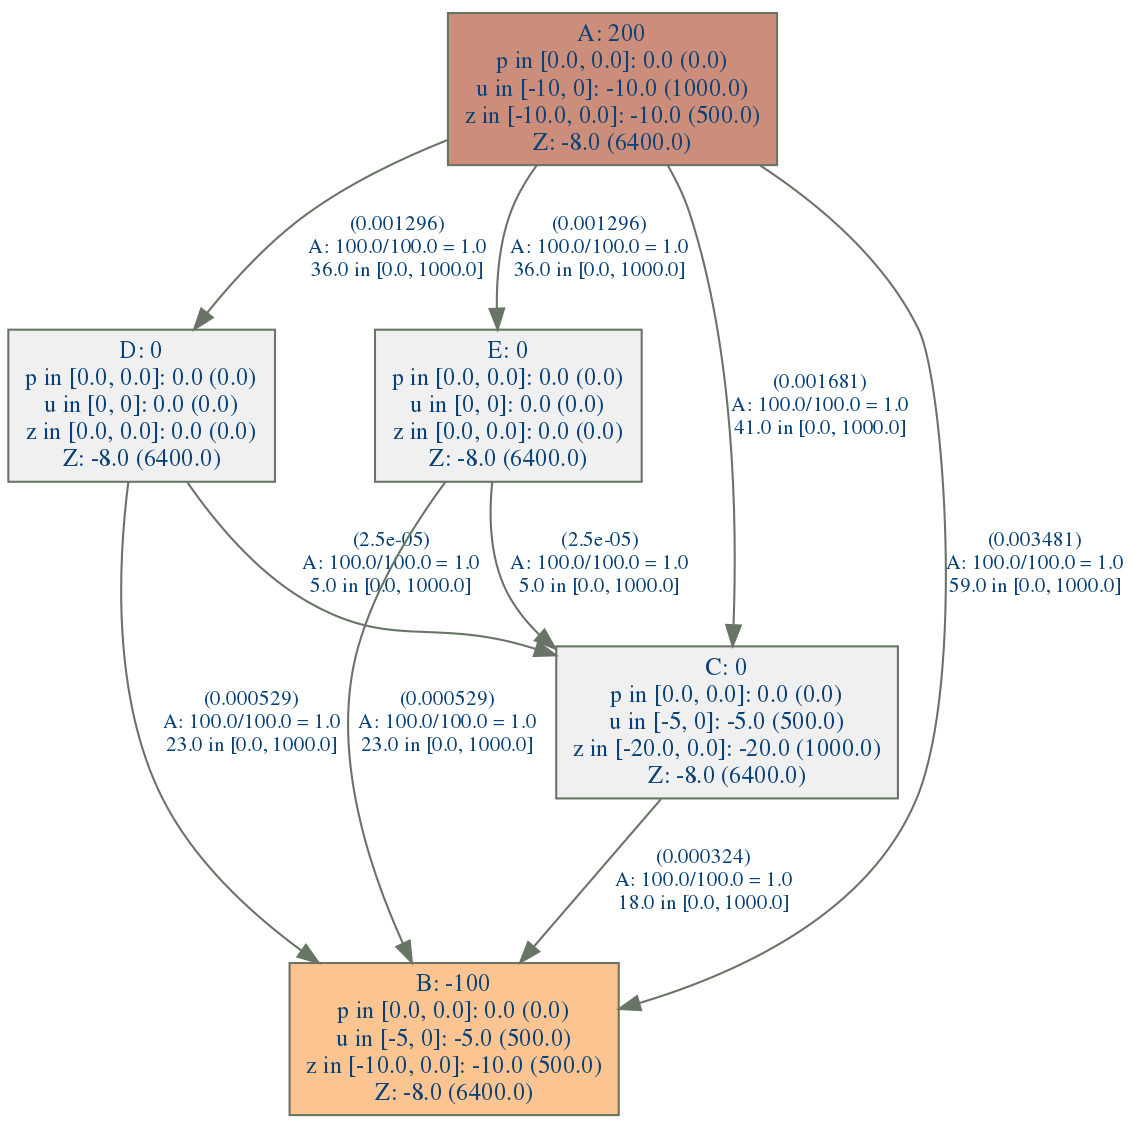 A: 200
p in [0.0, 0.0]: 0.0 (0.0)
u in [-10, 0]: -10.0 (1000.0)
z in [-10.0, 0.0]: -10.0 (500.0)
Z: -8.0 (6400.0)
(0.001296)
A: 100.0/100.0 = 1.0
36.0 in [0.0, 1000.0]
(0.001296)
A: 100.0/100.0 = 1.0
36.0 in [0.0, 1000.0]
D: 0
p in [0.0, 0.0]: 0.0 (0.0)
u in [0, 0]: 0.0 (0.0)
z in [0.0, 0.0]: 0.0 (0.0)
Z: -8.0 (6400.0)
E: 0
p in [0.0, 0.0]: 0.0 (0.0)
u in [0, 0]: 0.0 (0.0)
z in [0.0, 0.0]: 0.0 (0.0)
Z: -8.0 (6400.0)
(0.001681)
A: 100.0/100.0 = 1.0
41.0 in [0.0, 1000.0]
(2.5e-05)
A: 100.0/100.0 = 1.0
5.0 in [0.0, 1000.0]
(2.5e-05)
A: 100.0/100.0 = 1.0
5.0 in [0.0, 1000.0]
(0.003481)
A: 100.0/100.0 = 1.0
59.0 in [0.0, 1000.0]
(0.000529)
A: 100.0/100.0 = 1.0
23.0 in [0.0, 1000.0]
(0.000529)
A: 100.0/100.0 = 1.0
23.0 in [0.0, 1000.0]
C: 0
p in [0.0, 0.0]: 0.0 (0.0)
u in [-5, 0]: -5.0 (500.0)
z in [-20.0, 0.0]: -20.0 (1000.0)
Z: -8.0 (6400.0)
(0.000324)
A: 100.0/100.0 = 1.0
18.0 in [0.0, 1000.0]
B: -100
p in [0.0, 0.0]: 0.0 (0.0)
u in [-5, 0]: -5.0 (500.0)
z in [-10.0, 0.0]: -10.0 (500.0)
Z: -8.0 (6400.0)